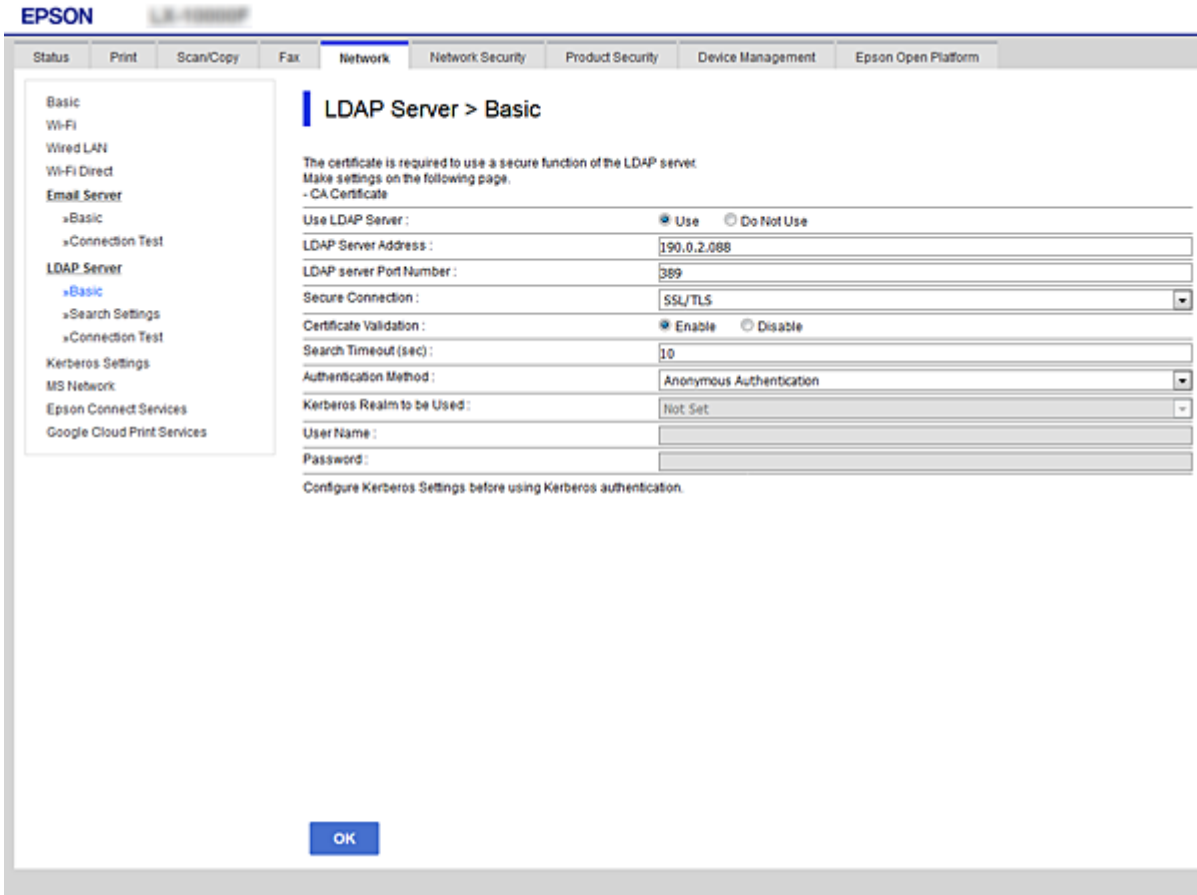 EPSON
Status Print Scan/Copy Fax Network Network Security Product Security Device Management Epson Open Platform
Basic
Wi-Fi
Wired LAN
Wi-Fi Direct
Email Server
»Basic
»Connection Test
LDAP Server
»Basic
»Search Settings
»Connection Test
Kerberos Settings
MS Network
Epson Connect Services
Google Cloud Print Services
LDAP Server > Basic
The certificate is required to use a secure function of the LDAP server.
Make settings on the following page.
- CA Certificate
Use LDAP Server : Use Do Not Use
LDAP Server Address : 190.0.2.088
LDAP server Port Number : 389
Secure Connection : SSL/TLS
Certificate Validation : Enable Disable
Search Timeout (sec) : 10
Authentication Method : Anonymous Authentication
Kerberos Realm to be Used : Not Set
User Name :
Password :
Configure Kerberos Settings before using Kerberos authentication.
OK